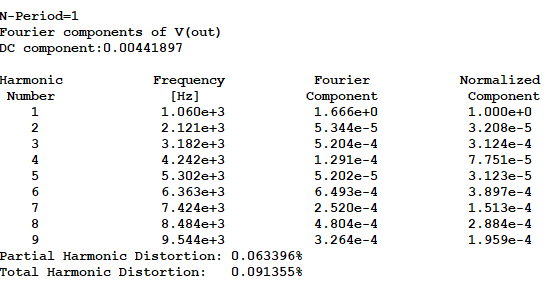 N-Period=1
Fourier components of V(out)
DC component:0.00441897
Harmonic Frequency Fourier Normalized
Number [Hz] Component Component
1 1.060e+3 1.666e+0 1.000e+0
2 2.121e+3 5.344e-5 3.208e-5
3 3.182e+3 5.204e-4 3.124e-4
4 4.242e+3 1.291e-4 7.751e-5
5 5.302e+3 5.202e-5 3.123e-5
6 6.363e+3 6.493e-4 3.897e-4
7 7.424e+3 2.520e-4 1.513e-4
8 8.484e+3 4.804e-4 2.884e-4
9 9.544e+3 3.264e-4 1.959e-4
Partial Harmonic Distortion: 0.063396%
Total Harmonic Distortion: 0.091355%